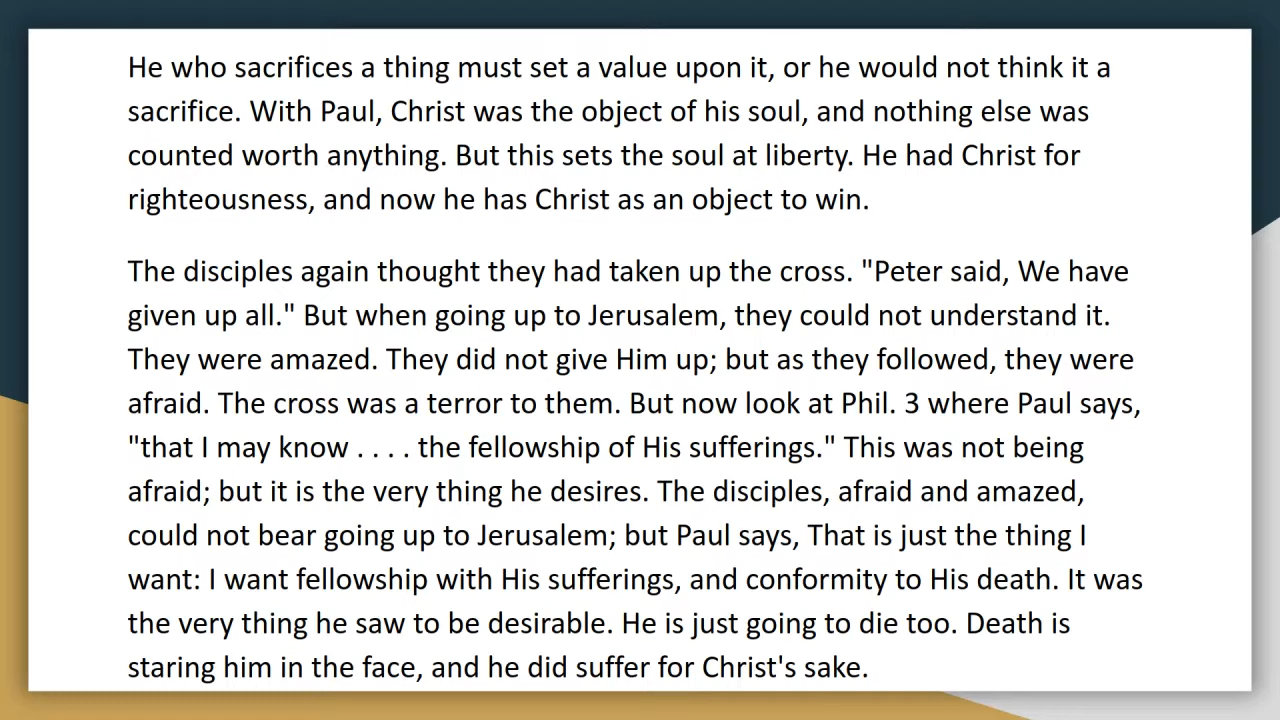 He who sacrifices a thing must set a value upon it, or he would not think it a
sacrifice. With Paul, Christ was the object of his soul, and nothing else was
counted worth anything. But this sets the soul at liberty. He had Christ for
righteousness, and now he has Christ as an object to win.
The disciples again thought they had taken up the cross. "Peter said, We have
given up all." But when going up to Jerusalem, they could not understand it.
They were amazed. They did not give Him up; but as they followed, they were
afraid. The cross was a terror to them. But now look at Phil. 3 where Paul says,
"that I may know . . . . the fellowship of His sufferings." This was not being
afraid; but it is the very thing he desires. The disciples, afraid and amazed,
could not bear going up to Jerusalem; but Paul says, That is just the thing I
want: I want fellowship with His sufferings, and conformity to His death. It was
the very thing he saw to be desirable. He is just going to die too. Death is
staring him in the face, and he did suffer for Christ's sake.